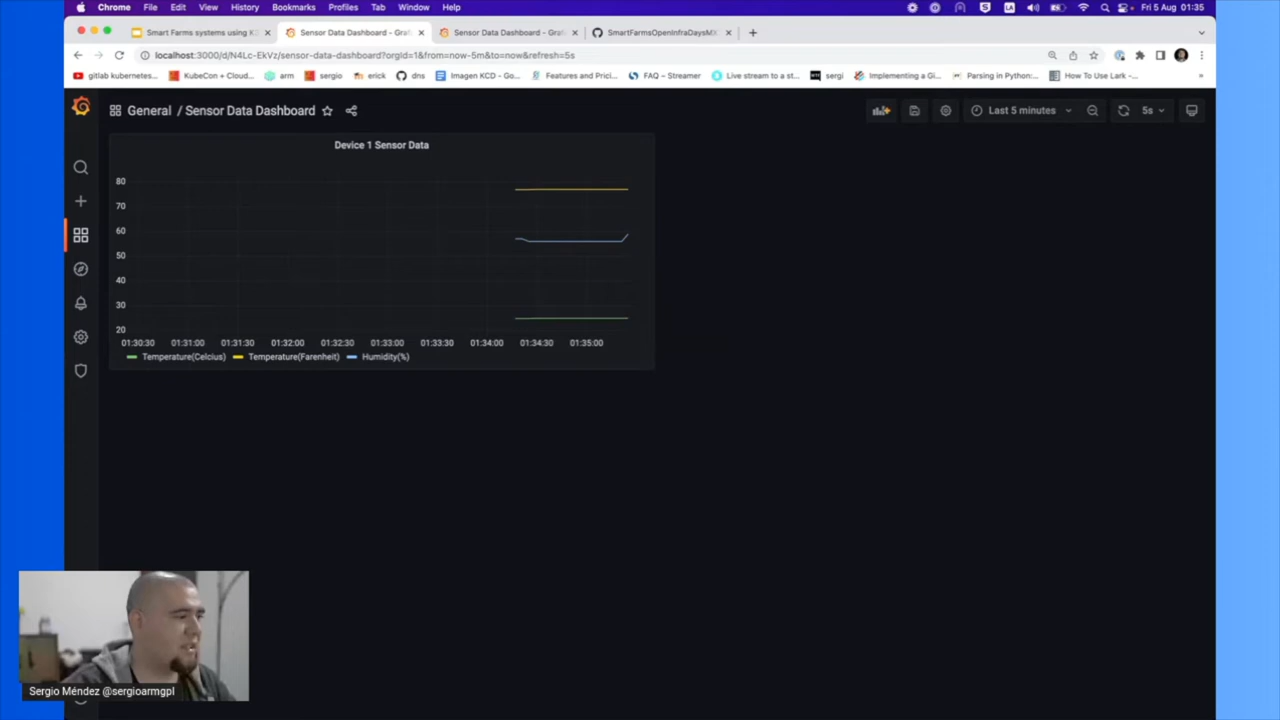 Chrome File Edit View History Bookmarks Profiles Tab Window Help
LA
Fri 5 Aug 01:35
Smart Farms systems using K3
Sensor Data Dashboard - Graf
Sensor Data Dashboard - Graf
SmartFarmsOpenInfraDaysMX
localhost:3000/d/N4Lc-EkVz/sensor-data-dashboard?orgId=1&from=now-5m&to=now&refresh=5s
gitlab kubernetes...
KubeCon + Cloud...
arm
sergio
erick
dns
Imagen KCD - Go...
Features and Prici...
FAQ – Streamer
Live stream to a st...
sergi
Implementing a Gi...
Parsing in Python:...
How To Use Lark -...
General / Sensor Data Dashboard
Last 5 minutes
5s
Device 1 Sensor Data
80
70
60
50
40
30
20
01:30:30 01:31:00 01:31:30 01:32:00 01:32:30 01:33:00 01:33:30 01:34:00 01:34:30 01:35:00
Temperature(Celcius) Temperature(Farenheit) Humidity(%)
Sergio Méndez @sergioarmgpl